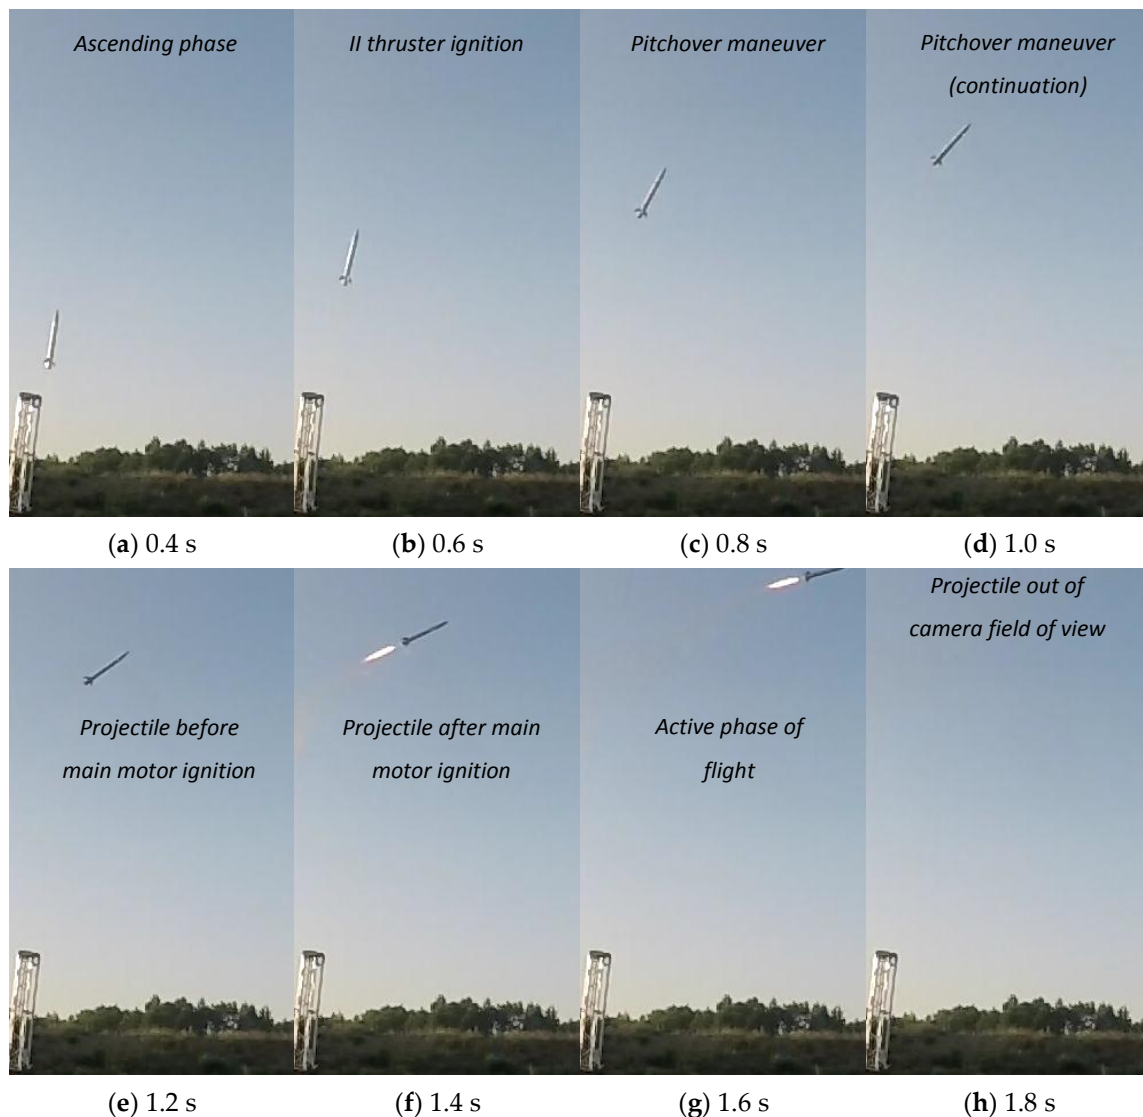 Ascending phase
II thruster ignition
Pitchover maneuver
Pitchover maneuver
(continuation)
(a) 0.4 s
(b) 0.6 s
(c) 0.8 s
(d) 1.0 s
Projectile before
main motor ignition
Projectile after main
motor ignition
Active phase of
flight
Projectile out of
camera field of view
(e) 1.2 s
(f) 1.4 s
(g) 1.6 s
(h) 1.8 s